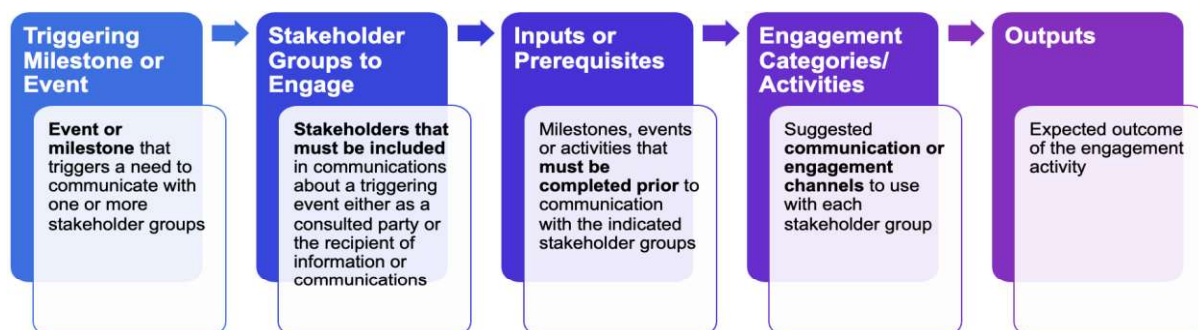 Triggering
Milestone or
Event
Event or
milestone that
triggers a need to
communicate with
one or more
stakeholder groups
Stakeholder
Groups to
Engage
Stakeholders that
must be included
in communications
about a triggering
event either as a
consulted party or
the recipient of
information or
communications
Inputs or
Prerequisites
Milestones, events
or activities that
must be
completed prior to
communication
with the indicated
stakeholder groups
Engagement
Categories/
Activities
Suggested
communication or
engagement
channels to use
with each
stakeholder group
Outputs
Expected outcome
of the engagement
activity